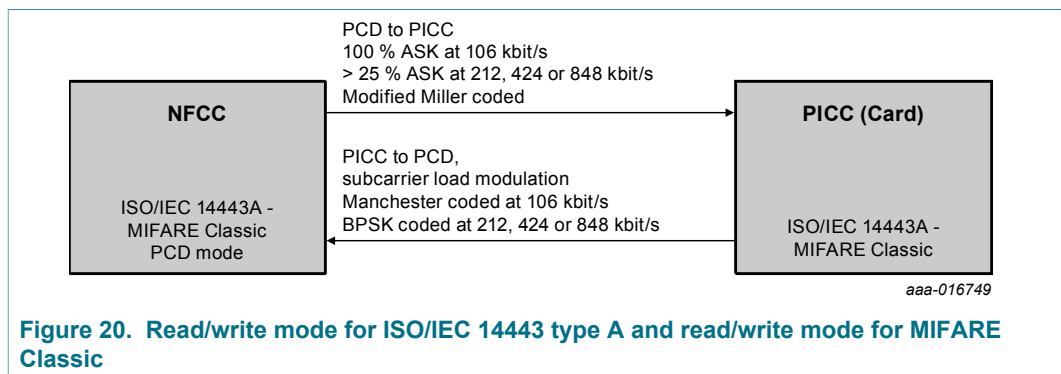 PCD to PICC
100 % ASK at 106 kbit/s
> 25 % ASK at 212, 424 or 848 kbit/s
Modified Miller coded
NFCC
PICC (Card)
PICC to PCD,
subcarrier load modulation
Manchester coded at 106 kbit/s
BPSK coded at 212, 424 or 848 kbit/s
ISO/IEC 14443A -
MIFARE Classic
PCD mode
ISO/IEC 14443A -
MIFARE Classic
aaa-016749
Figure 20. Read/write mode for ISO/IEC 14443 type A and read/write mode for MIFARE
Classic